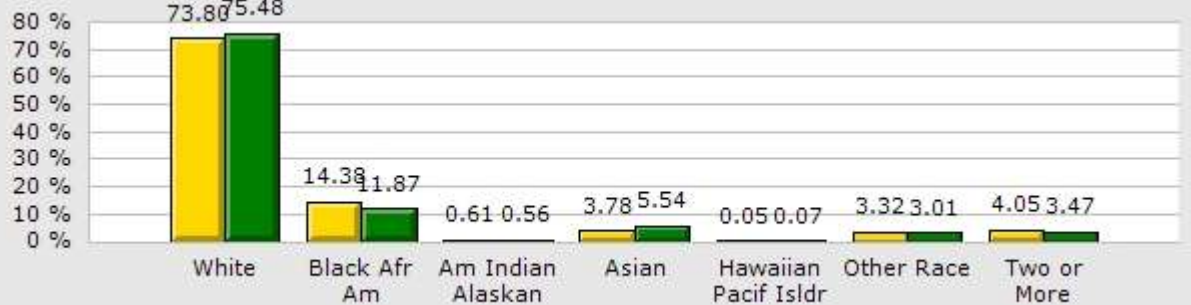 80 %
70 %
60 %
50 %
40 %
30 %
20 %
10 %
0 %
73.80 75.48
14.38 11.87
0.61 0.56
3.78 5.54
0.05 0.07
3.32 3.01
4.05 3.47
White
Black Afr
Am
Am Indian
Alaskan
Asian
Hawaiian
Pacif Isldr
Other Race
Two or
More